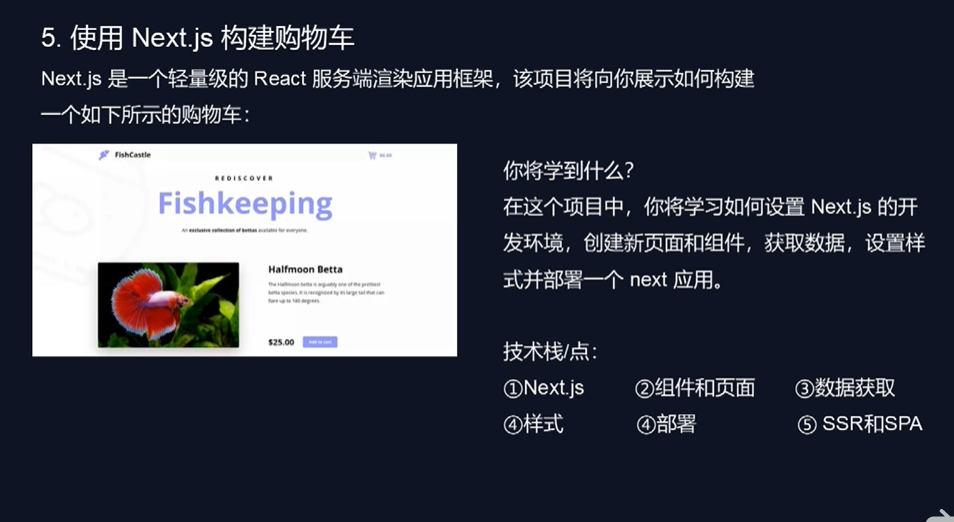 5. 使用 Next.js 构建购物车
Next.js 是一个轻量级的 React 服务端渲染应用框架，该项目将向你展示如何构建
一个如下所示的购物车：
FishCastle
$0.00
REDISCOVER
Fishkeeping
An exclusive collection of bettas available for everyone.
Halfmoon Betta
The Halfmoon betta is arguably one of the prettiest
betta species. It is recognized by its large tail that can
flare up to 180 degrees.
$25.00 Add to cart
你将学到什么？
在这个项目中，你将学习如何设置 Next.js 的开
发环境，创建新页面和组件，获取数据，设置样
式并部署一个 next 应用。
技术栈/点：
①Next.js ②组件和页面 ③数据获取
④样式 ④部署 ⑤ SSR和SPA